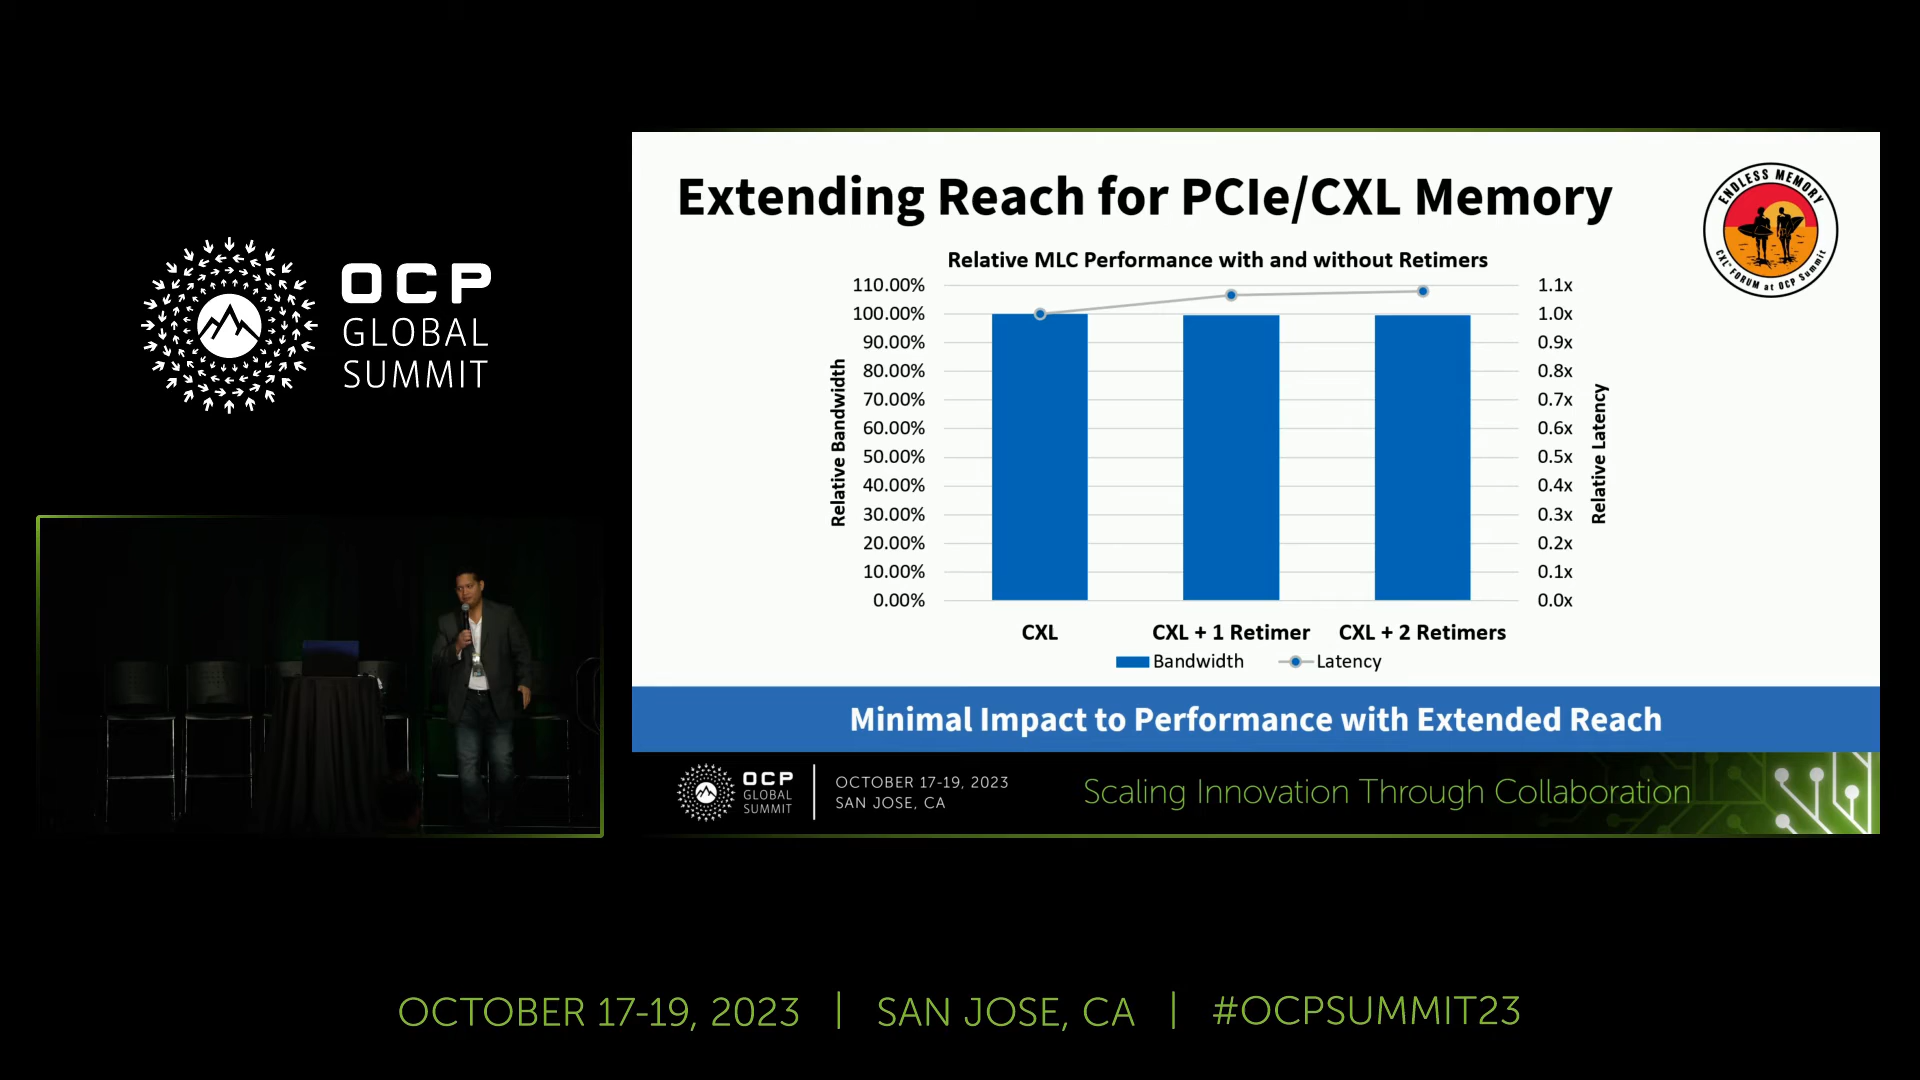 OCP
GLOBAL
SUMMIT
Extending Reach for PCIe/CXL Memory
ENDLESS MEMORY
CXL™ FORUM at OCP Summit
Relative MLC Performance with and without Retimers
Relative Bandwidth
110.00%
100.00%
90.00%
80.00%
70.00%
60.00%
50.00%
40.00%
30.00%
20.00%
10.00%
0.00%
1.1x
1.0x
0.9x
0.8x
0.7x
0.6x
0.5x
0.4x
0.3x
0.2x
0.1x
0.0x
Relative Latency
CXL
CXL + 1 Retimer
CXL + 2 Retimers
Bandwidth
Latency
Minimal Impact to Performance with Extended Reach
OCP
GLOBAL
SUMMIT
OCTOBER 17-19, 2023
SAN JOSE, CA
Scaling Innovation Through Collaboration
OCTOBER 17-19, 2023 | SAN JOSE, CA | #OCPSUMMIT23